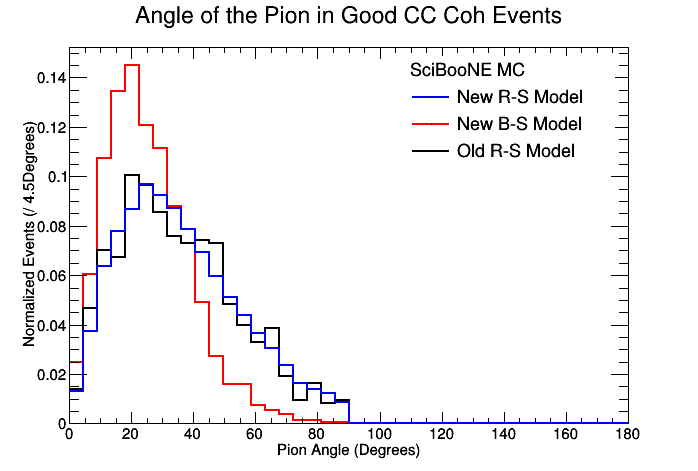 Angle of the Pion in Good CC Coh Events
SciBooNE MC
New R-S Model
New B-S Model
Old R-S Model
Normalized Events (/ 4.5Degrees)
0.14
0.12
0.1
0.08
0.06
0.04
0.02
0
0 20 40 60 80 100 120 140 160 180
Pion Angle (Degrees)